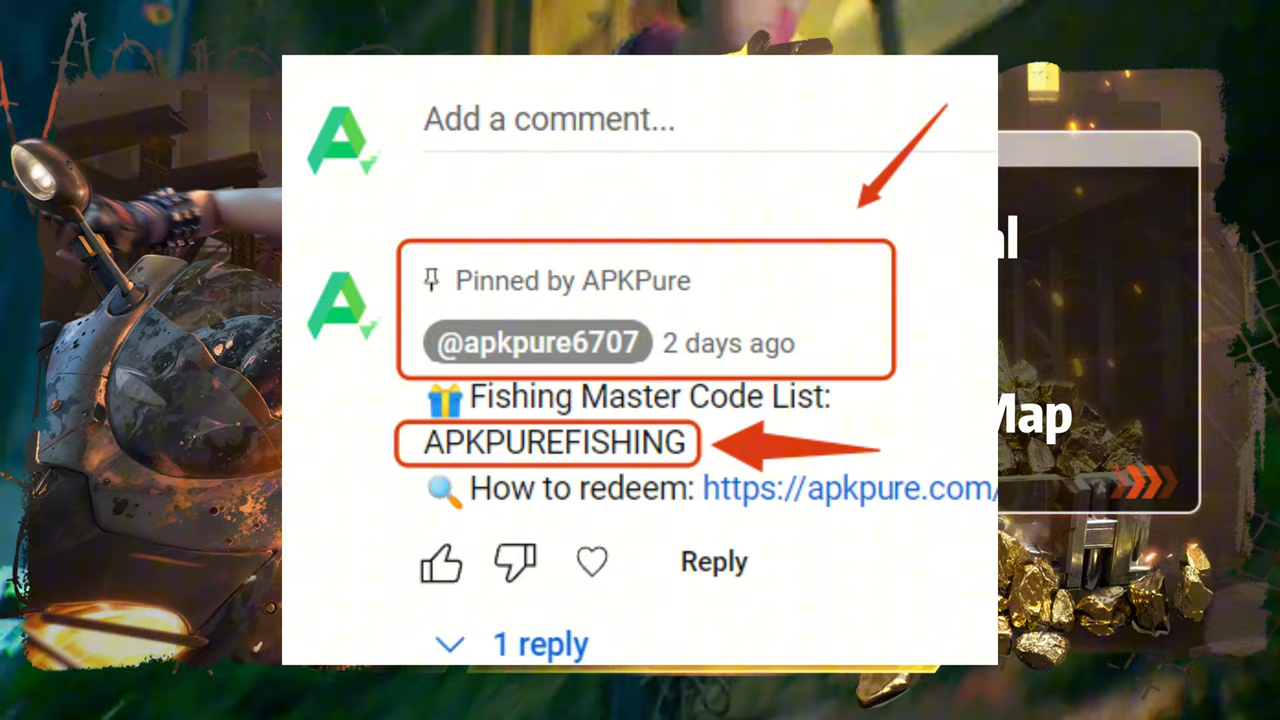 Add a comment...
Pinned by APKPure
@apkpure6707 2 days ago
Fishing Master Code List:
APKPUREFISHING
How to redeem: https://apkpure.com/
Reply
1 reply
Map